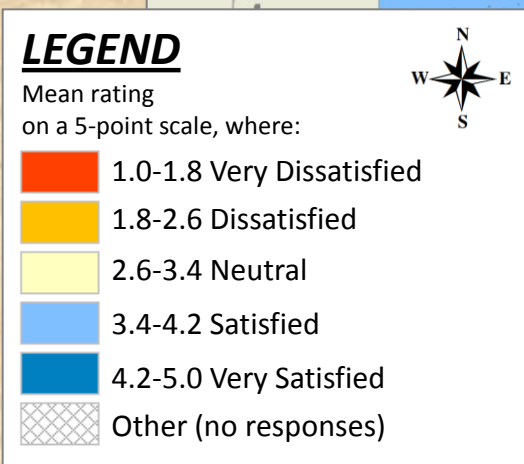 LEGEND
N
W E
S
Mean rating
on a 5-point scale, where:
1.0-1.8 Very Dissatisfied
1.8-2.6 Dissatisfied
2.6-3.4 Neutral
3.4-4.2 Satisfied
4.2-5.0 Very Satisfied
Other (no responses)